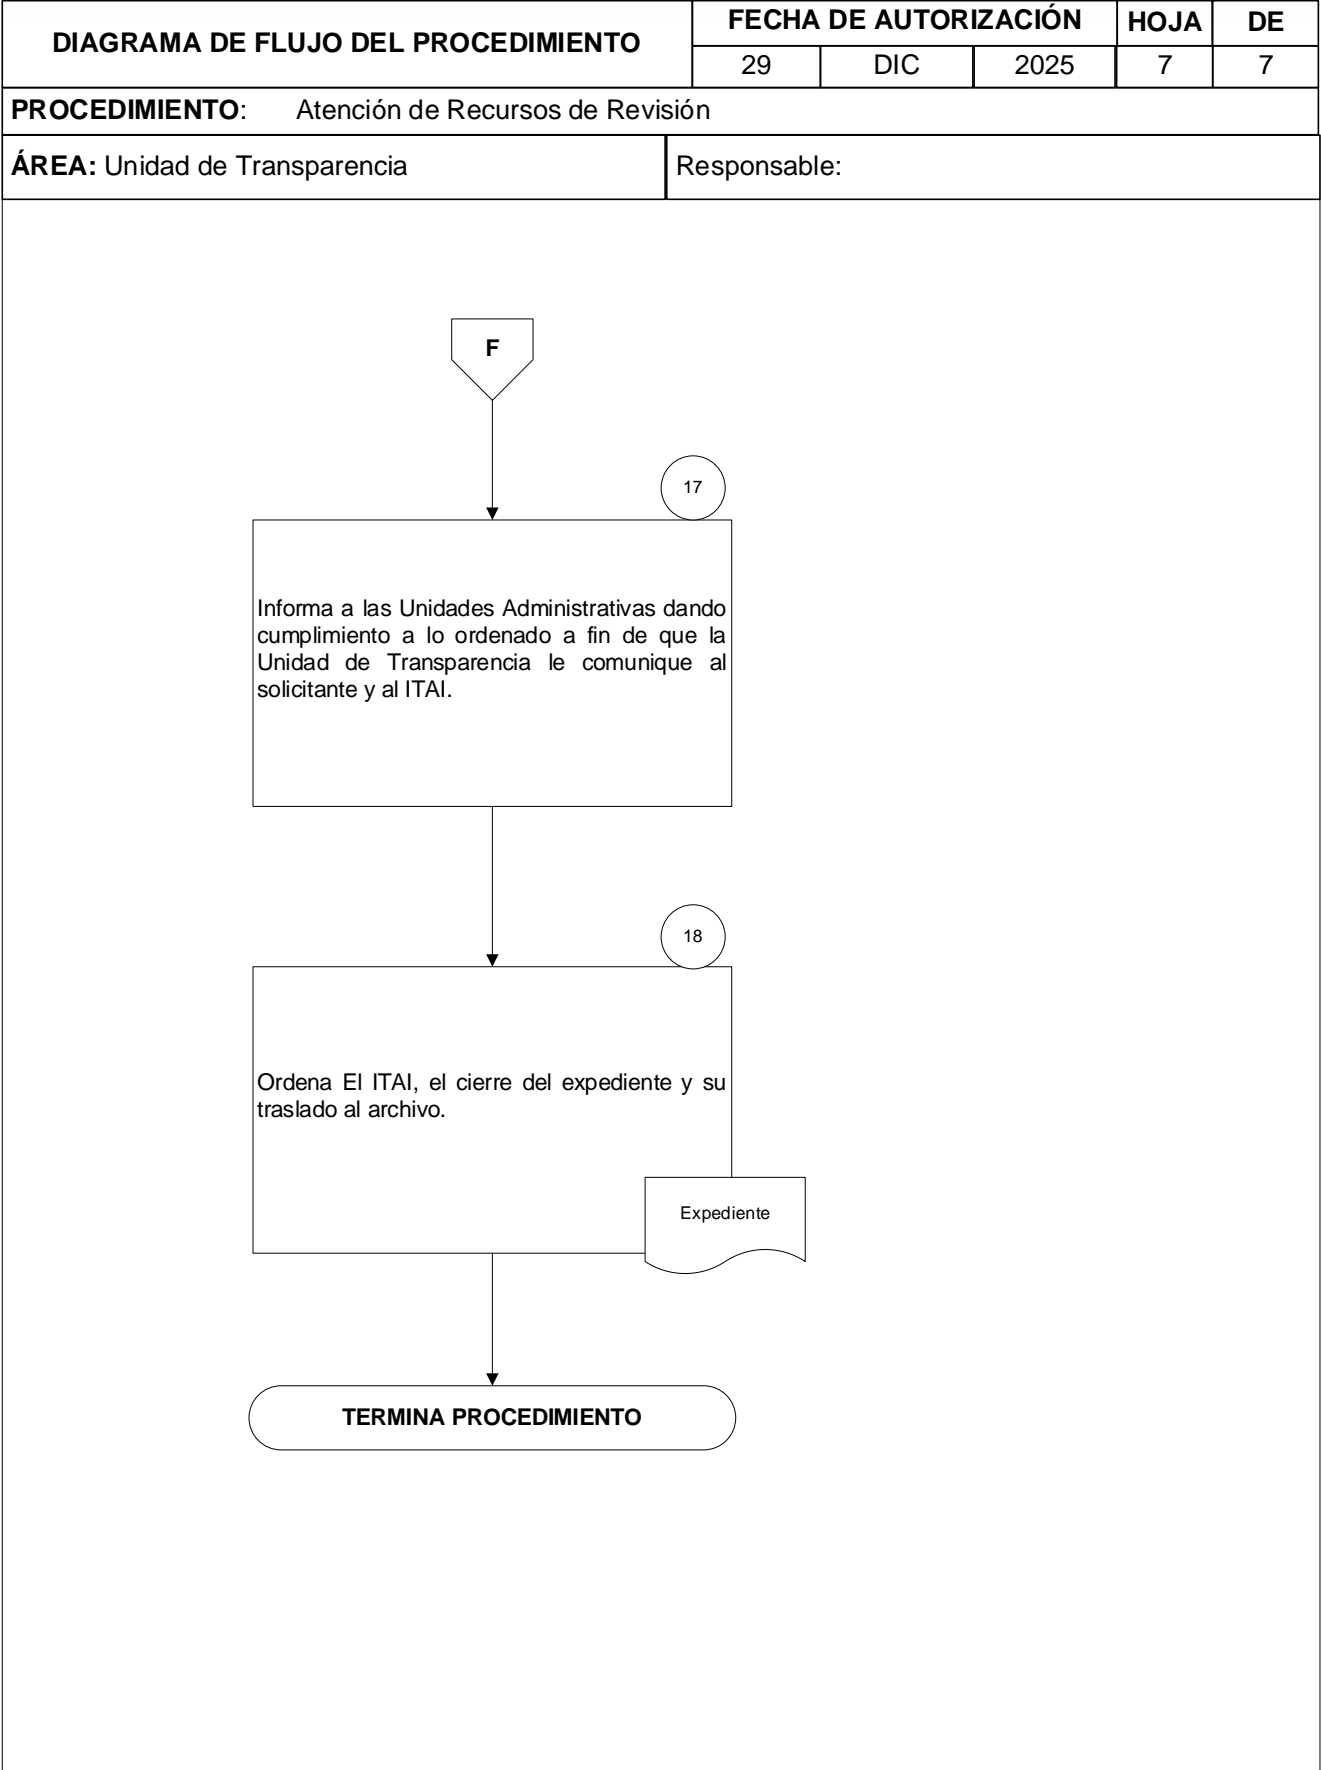 DIAGRAMA DE FLUJO DEL PROCEDIMIENTO
FECHA DE AUTORIZACIÓN HOJA DE
29 DIC 2025 7 7
PROCEDIMIENTO: Atención de Recursos de Revisión
ÁREA: Unidad de Transparencia
Responsable:
F
17
Informa a las Unidades Administrativas dando
cumplimiento a lo ordenado a fin de que la
Unidad de Transparencia le comunique al
solicitante y al ITAI.
18
Ordena El ITAI, el cierre del expediente y su
traslado al archivo.
Expediente
TERMINA PROCEDIMIENTO